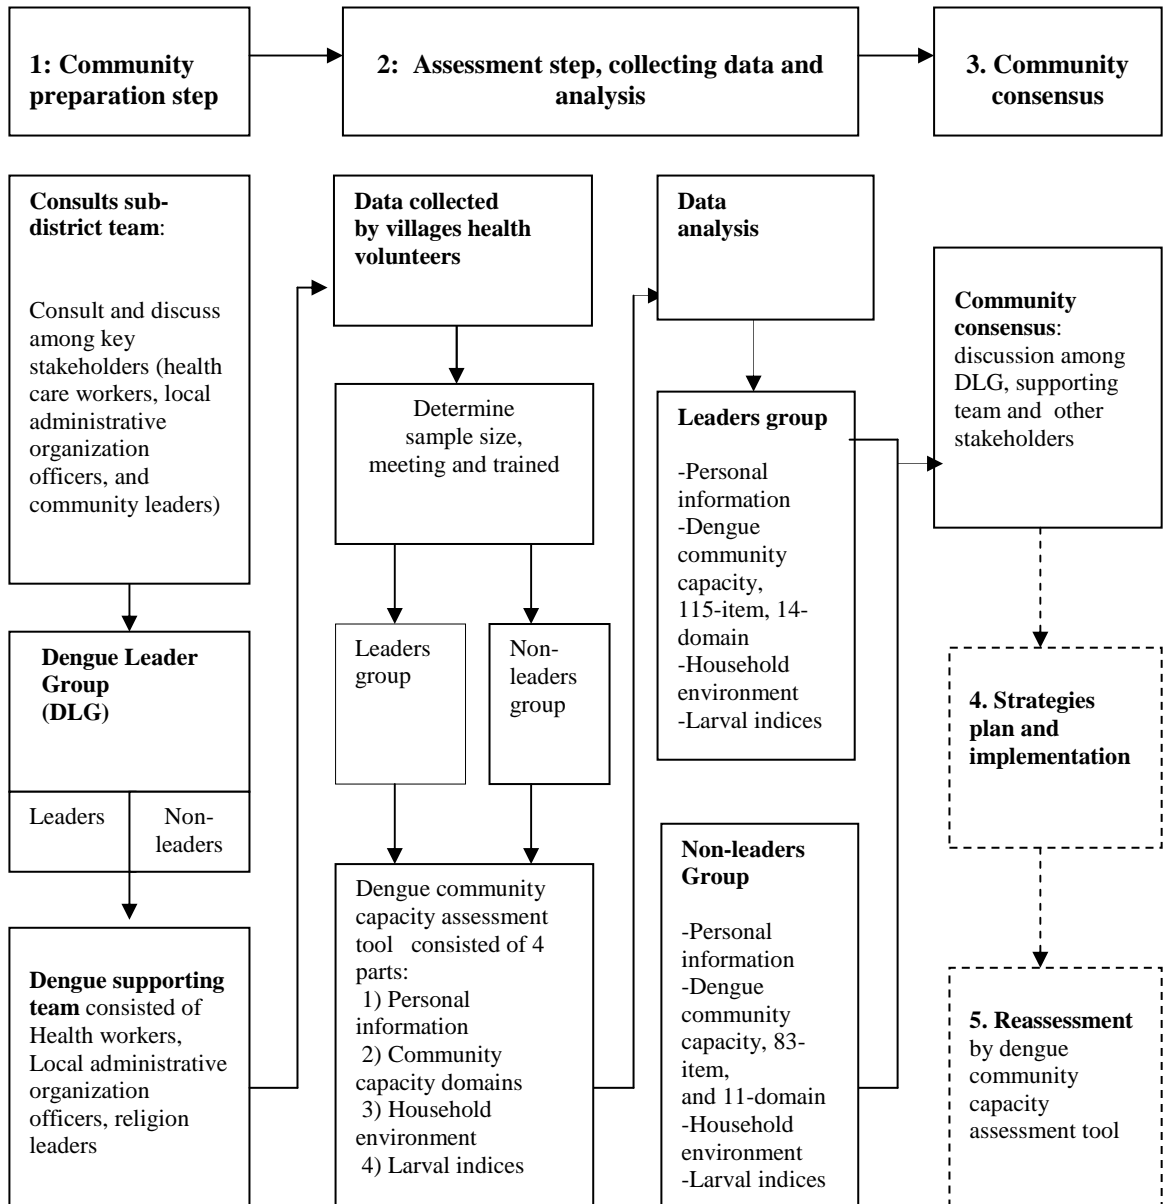 1: Community
preparation step
2: Assessment step, collecting data and
analysis
3. Community
consensus
Consults sub-
district team:
Consult and discuss
among key
stakeholders (health
care workers, local
administrative
organization
officers, and
community leaders)
Dengue Leader
Group
(DLG)
Leaders
Non-
leaders
Dengue supporting
team consisted of
Health workers,
Local administrative
organization
officers, religion
leaders
Data collected
by villages health
volunteers
Determine
sample size,
meeting and trained
Leaders
group
Non-
leaders
group
Dengue community
capacity assessment
tool consisted of 4
parts:
1) Personal
information
2) Community
capacity domains
3) Household
environment
4) Larval indices
Data
analysis
Leaders group
-Personal
information
-Dengue
community
capacity,
115-item, 14-
domain
-Household
environment
-Larval indices
Non-leaders
Group
-Personal
information
-Dengue
community
capacity, 83-
item,
and 11-domain
-Household
environment
-Larval indices
Community
consensus:
discussion among
DLG, supporting
team and other
stakeholders
4. Strategies
plan and
implementation
5. Reassessment
by dengue
community
capacity
assessment tool